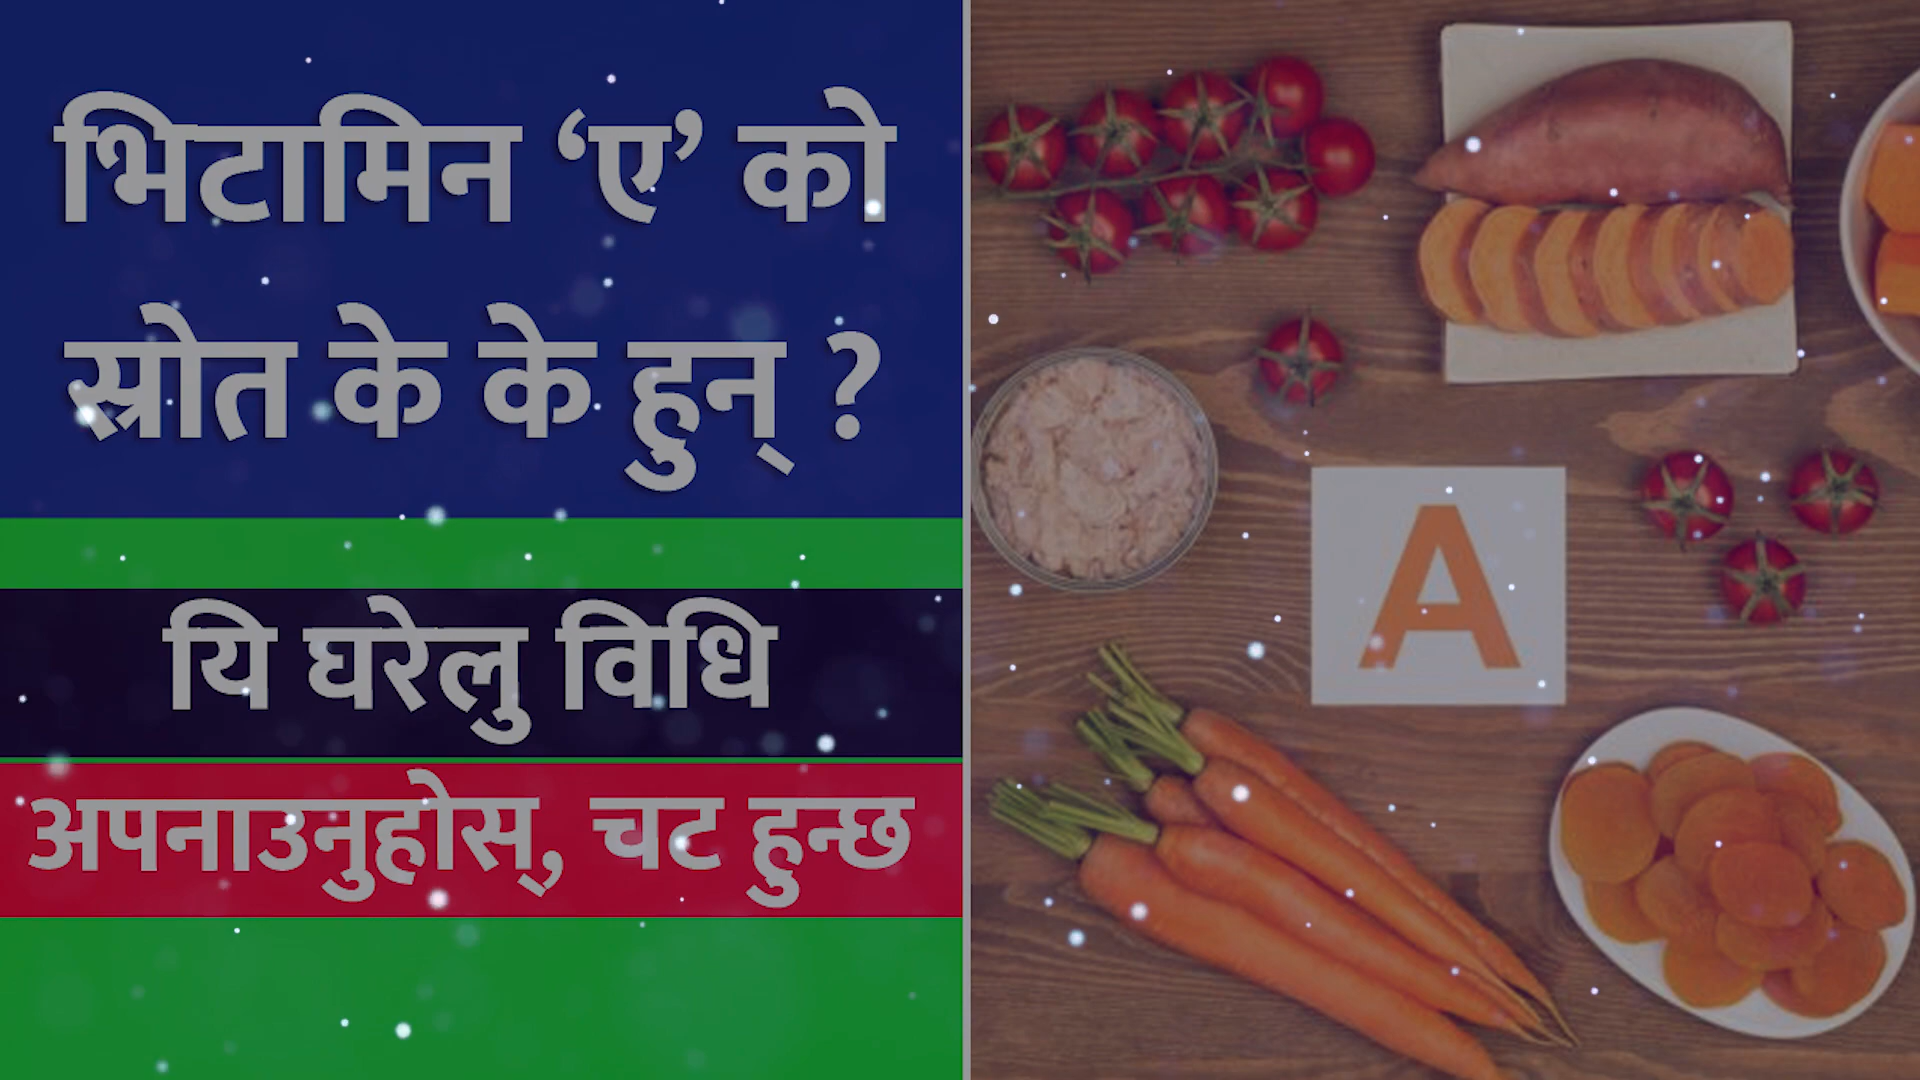 भिटामिन ‘ए’ को
स्रोत के के हुन् ?
यि घरेलु विधि
अपनाउनुहोस्, चट हुन्छ
A